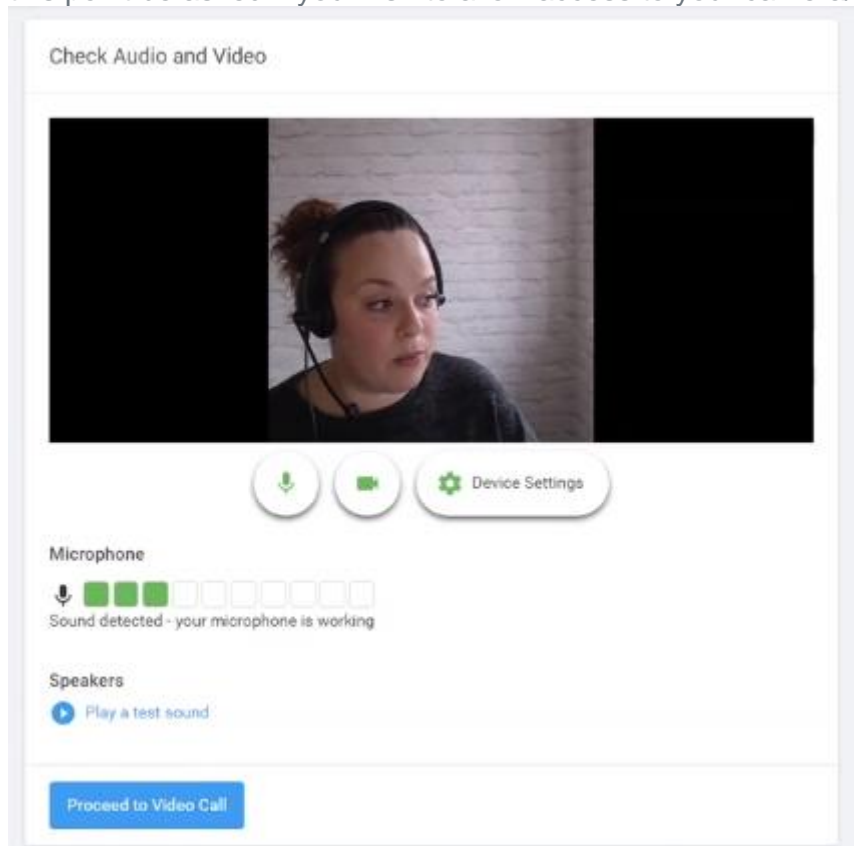 Check Audio and Video
Device Settings
Microphone
Sound detected - your microphone is working
Speakers
Play a test sound
Proceed to Video Call